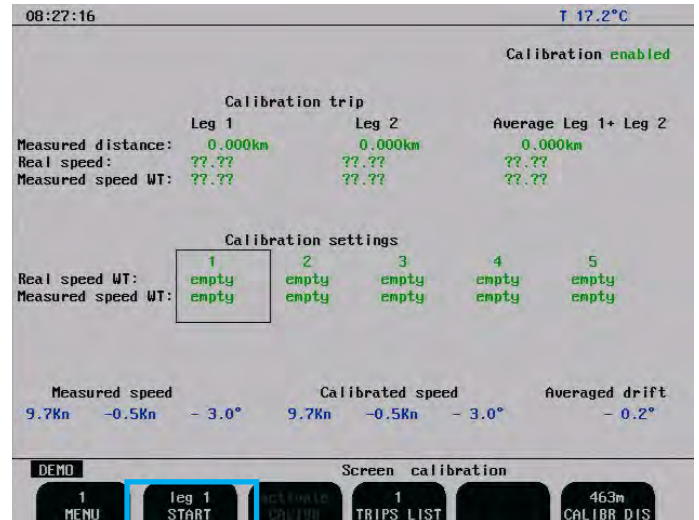 08:27:16 T 17.2°C
Calibration enabled
Calibration trip
Leg 1 Leg 2 Average Leg 1+ Leg 2
Measured distance: 0.000km 0.000km 0.000km
Real speed: ??.?? ??.?? ??.??
Measured speed WT: ??.?? ??.?? ??.??
Calibration settings
1 2 3 4 5
Real speed WT: empty empty empty empty empty
Measured speed WT: empty empty empty empty empty
Measured speed Calibrated speed Averaged drift
9.7Kn -0.5Kn - 3.0° 9.7Kn -0.5Kn - 3.0° - 0.2°
DEMO Screen calibration
1 leg 1 activate 1 463m
MENU START CALIBR TRIPS LIST CALIBR DIS